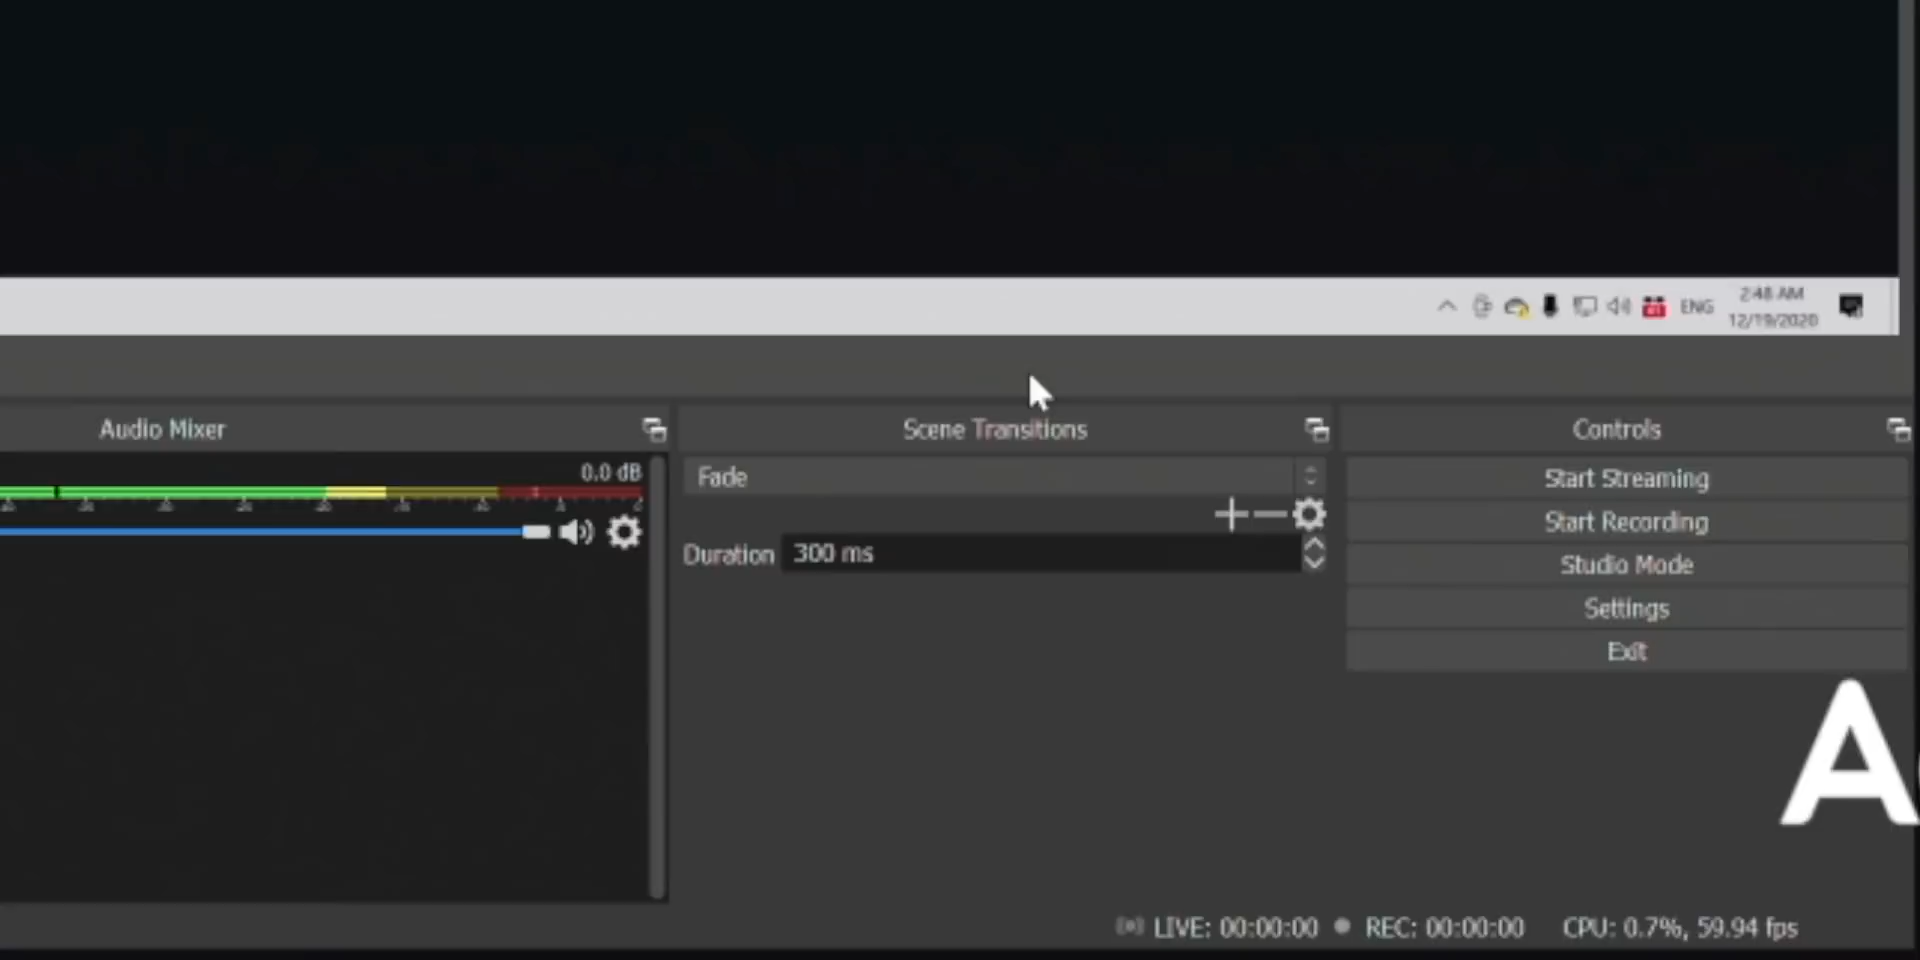 ENG
2:48 AM
12/19/2020
Audio Mixer
Scene Transitions
Controls
0.0 dB
Fade
Duration 300 ms
Start Streaming
Start Recording
Studio Mode
Settings
Exit
A
LIVE: 00:00:00 REC: 00:00:00 CPU: 0.7%, 59.94 fps